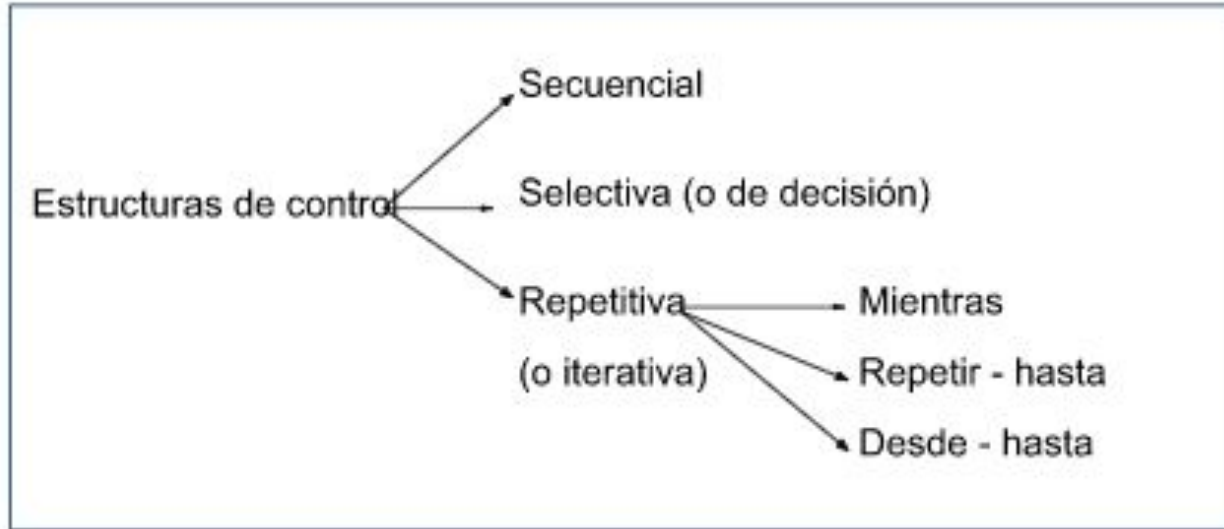 Secuencial
Estructuras de control
Selectiva (o de decisión)
Repetitiva
(o iterativa)
Mientras
Repetir - hasta
Desde - hasta